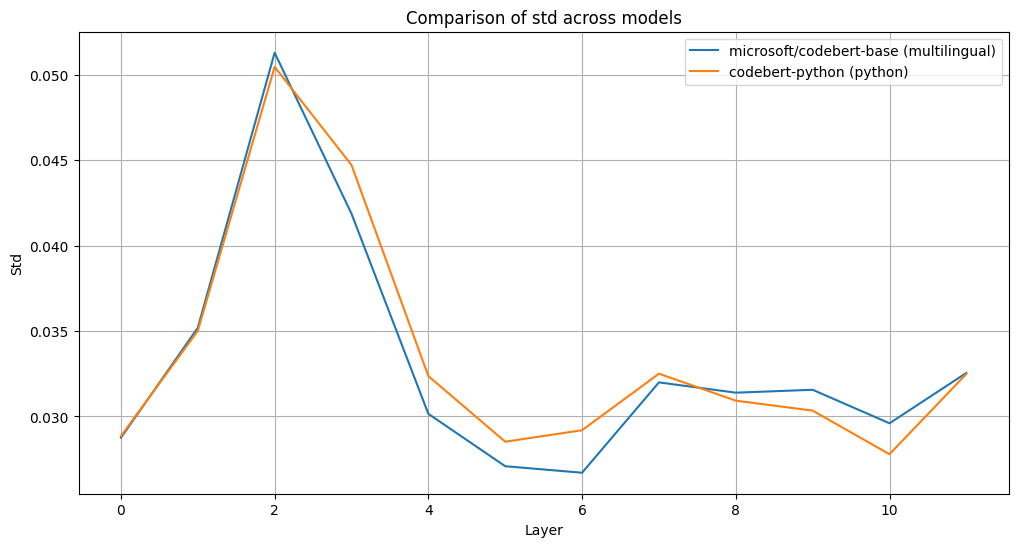 Comparison of std across models
microsoft/codebert-base (multilingual)
codebert-python (python)
0.050
0.045
0.040
0.035
0.030
Std
0 2 4 6 8 10
Layer